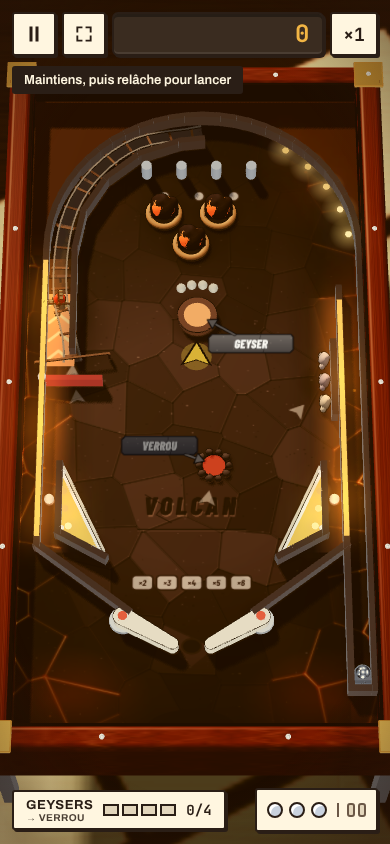 0
×1
Maintiens, puis relâche pour lancer
GEYSER
VERROU
VOLCAN
×2 ×3 ×4 ×5 ×6
GEYSERS 0/4
→ VERROU